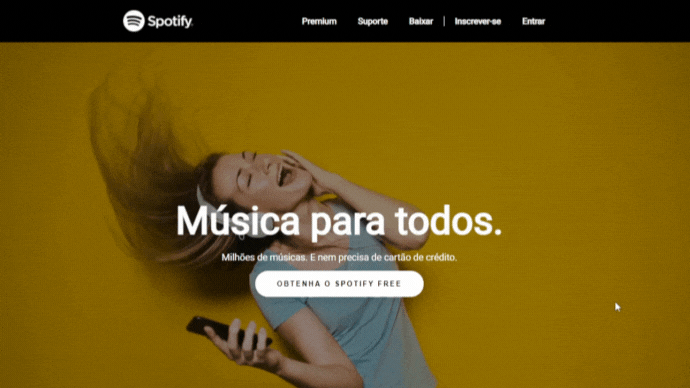 Spotify
Premium Suporte Baixar Inscrever-se Entrar
Música para todos.
Milhões de músicas. E nem precisa de cartão de crédito.
OBTENHA O SPOTIFY FREE